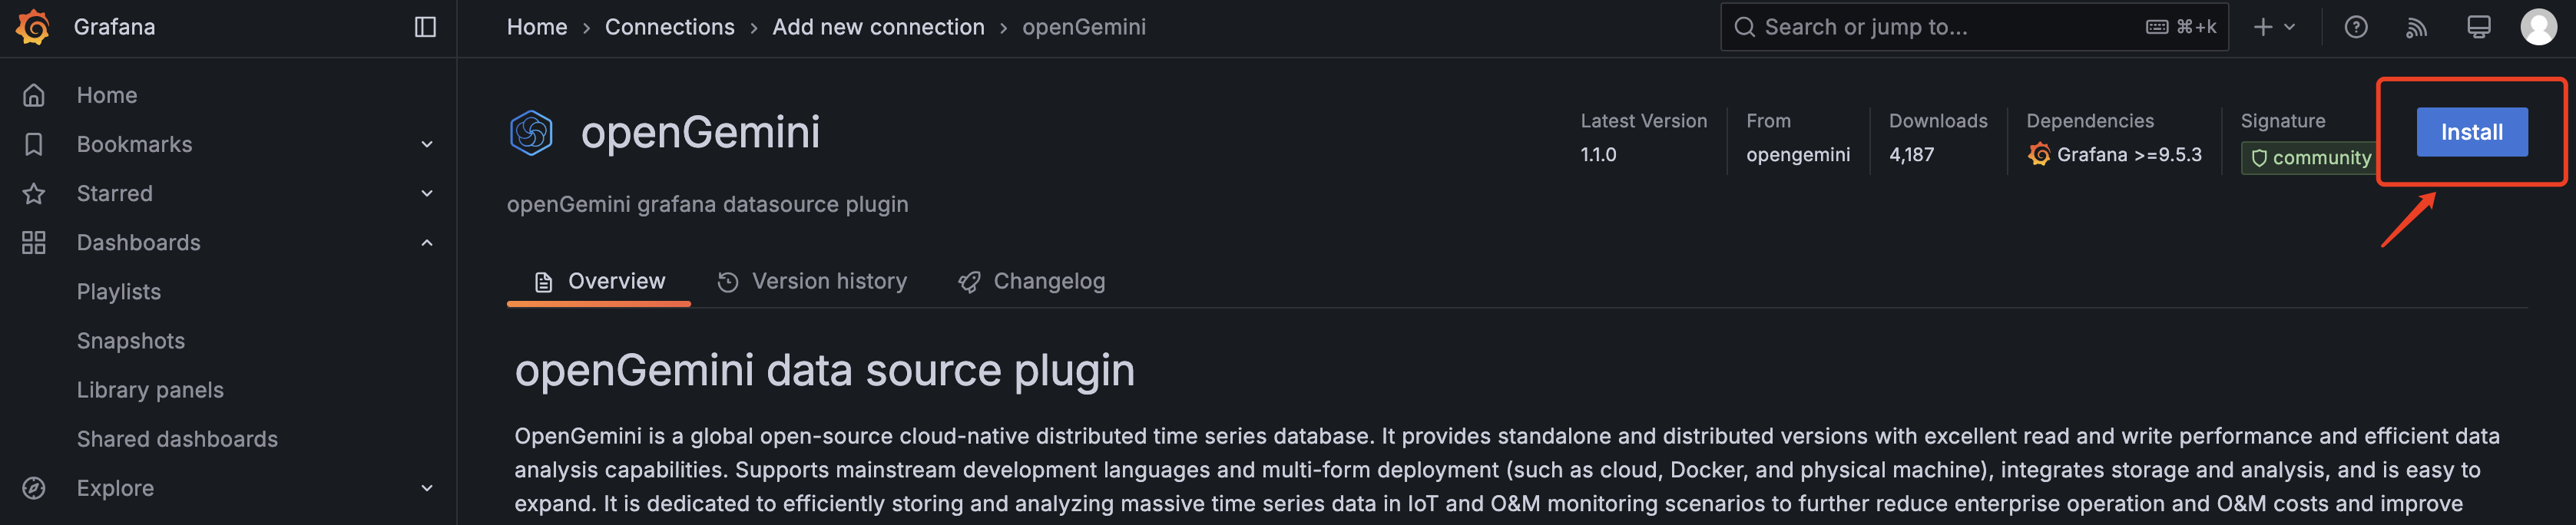 Grafana
Home › Connections › Add new connection › openGemini
Search or jump to... ⌘+k
Home
Bookmarks
Starred
Dashboards
Playlists
Snapshots
Library panels
Shared dashboards
Explore
openGemini
Latest Version
1.1.0
From
opengemini
Downloads
4,187
Dependencies
Grafana >=9.5.3
Signature
community
Install
openGemini grafana datasource plugin
Overview Version history Changelog
openGemini data source plugin
OpenGemini is a global open-source cloud-native distributed time series database. It provides standalone and distributed versions with excellent read and write performance and efficient data
analysis capabilities. Supports mainstream development languages and multi-form deployment (such as cloud, Docker, and physical machine), integrates storage and analysis, and is easy to
expand. It is dedicated to efficiently storing and analyzing massive time series data in IoT and O&M monitoring scenarios to further reduce enterprise operation and O&M costs and improve